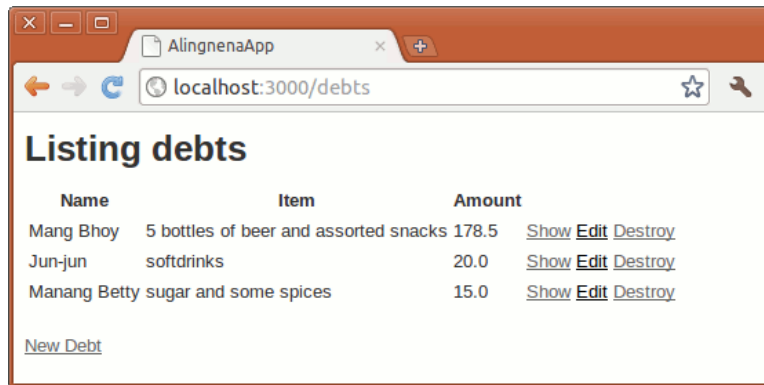 AlingnenaApp
localhost:3000/debts
Listing debts
Name Item Amount
Mang Bhoy 5 bottles of beer and assorted snacks 178.5 Show Edit Destroy
Jun-jun softdrinks 20.0 Show Edit Destroy
Manang Betty sugar and some spices 15.0 Show Edit Destroy
New Debt